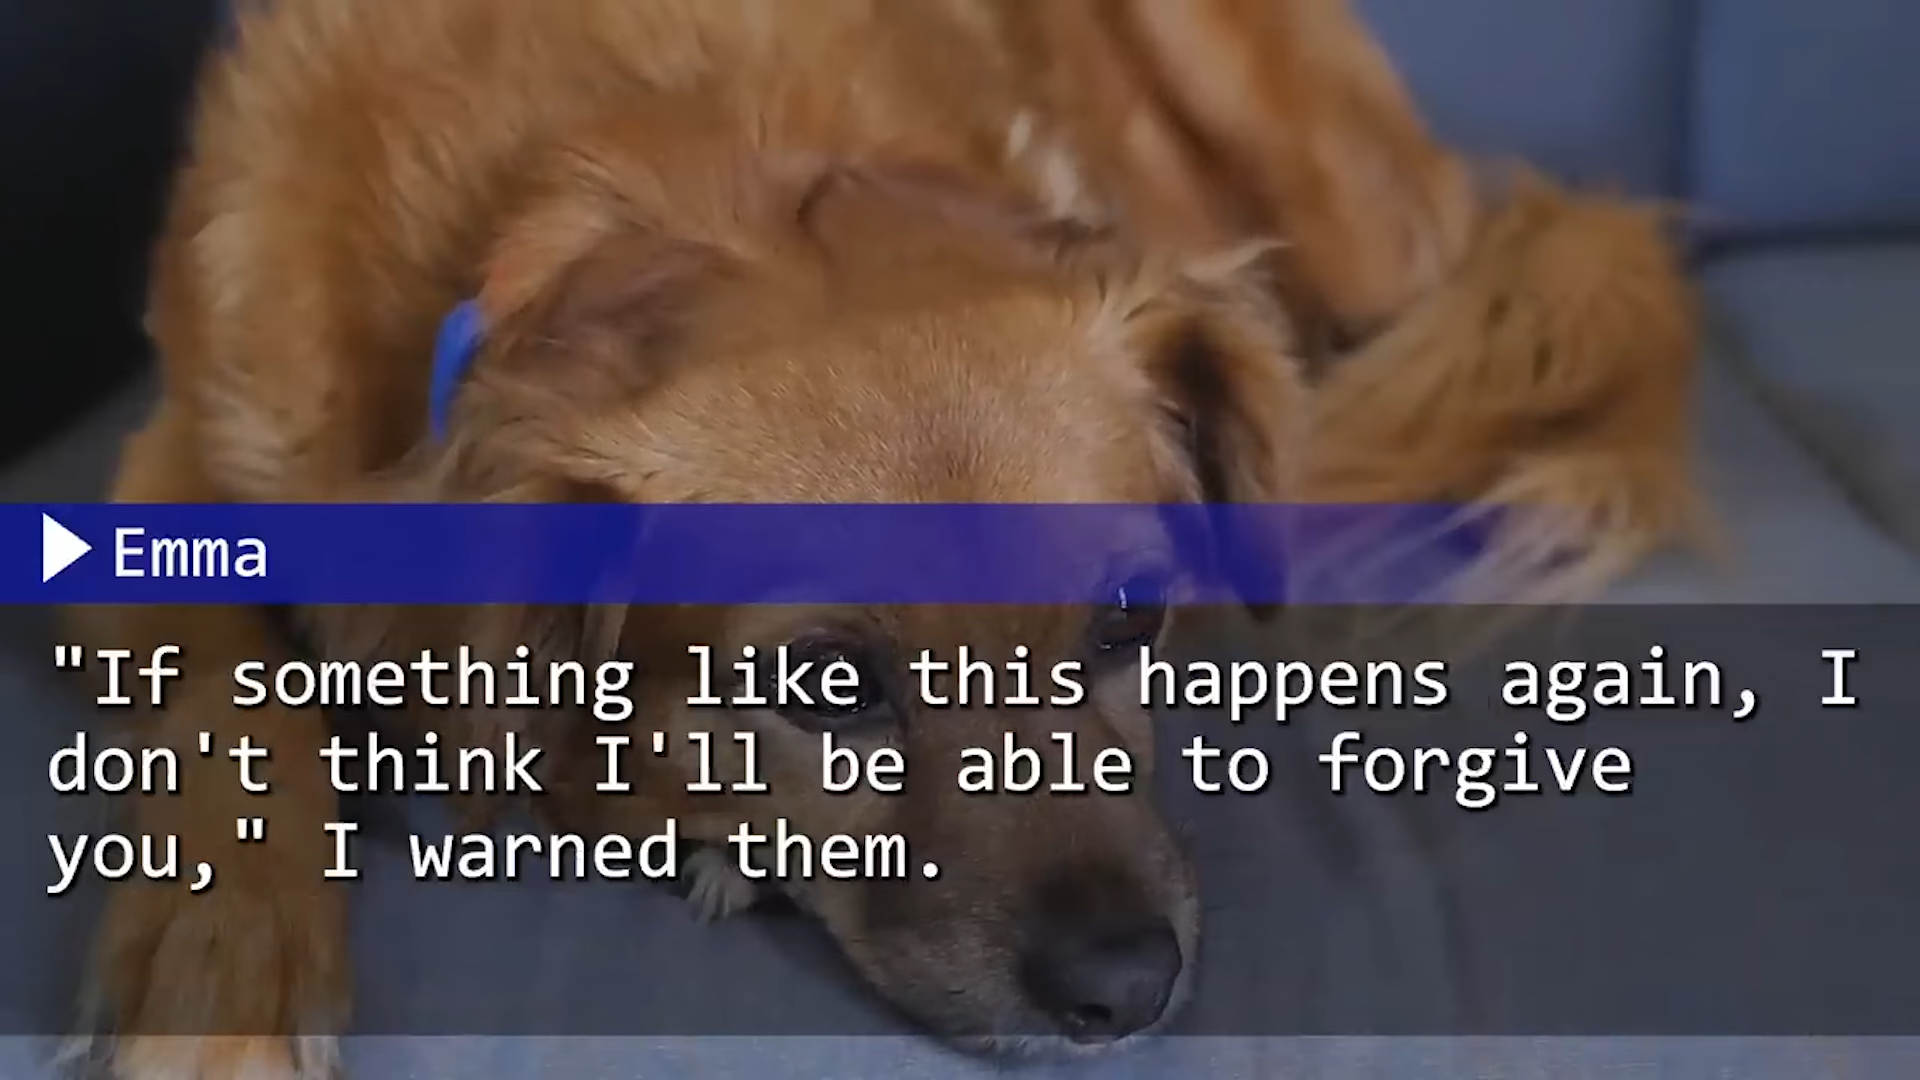 Emma
"If something like this happens again, I
don't think I'll be able to forgive
you," I warned them.